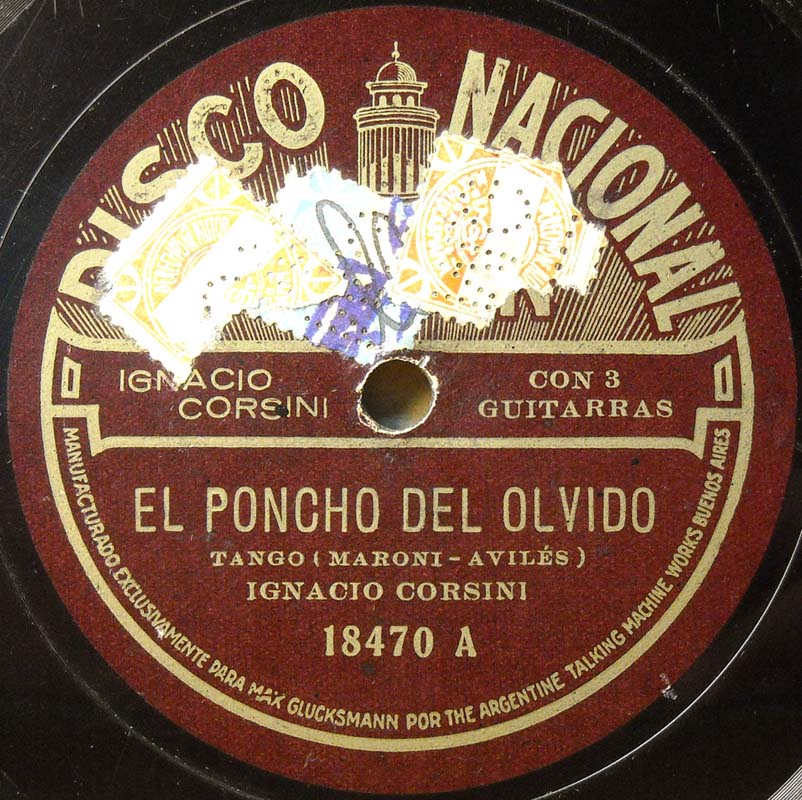 DISCO NACIONAL
IGNACIO
CORSINI
CON 3
GUITARRAS
EL PONCHO DEL OLVIDO
TANGO (MARONI - AVILÉS)
IGNACIO CORSINI
18470 A
MANUFACTURADO EXCLUSIVAMENTE PARA MAX GLUCKSMANN POR THE ARGENTINE TALKING MACHINE WORKS BUENOS AIRES